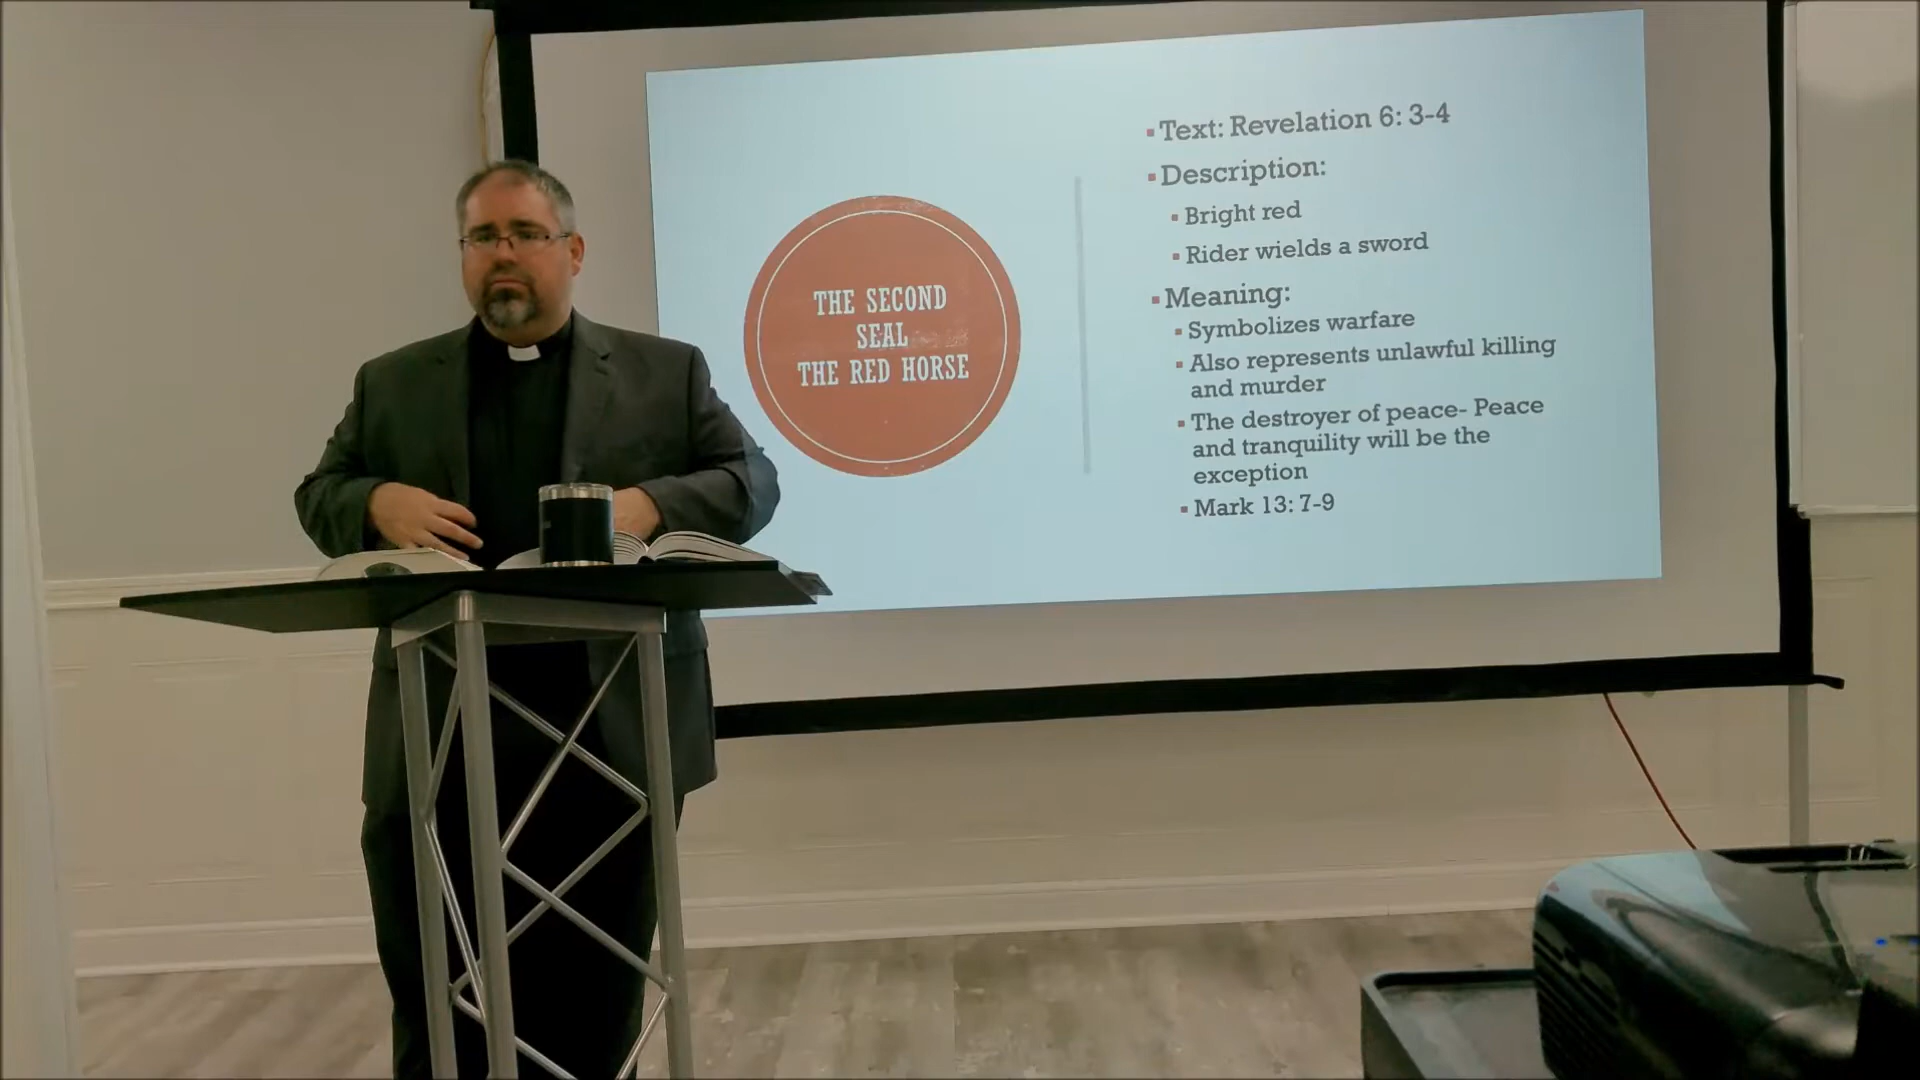 THE SECOND
SEAL
THE RED HORSE
Text: Revelation 6: 3-4
Description:
Bright red
Rider wields a sword
Meaning:
Symbolizes warfare
Also represents unlawful killing
and murder
The destroyer of peace- Peace
and tranquility will be the
exception
Mark 13: 7-9